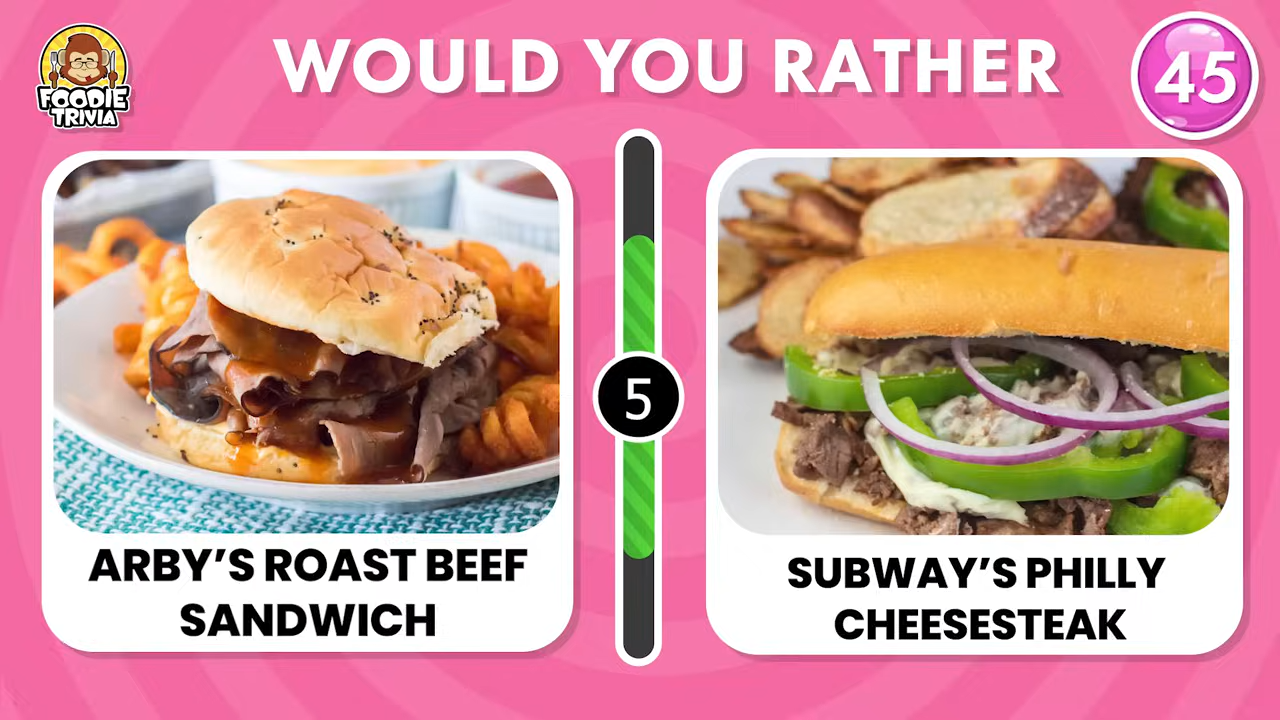 FOODIE
TRIVIA
WOULD YOU RATHER
45
5
ARBY'S ROAST BEEF
SANDWICH
SUBWAY'S PHILLY
CHEESESTEAK